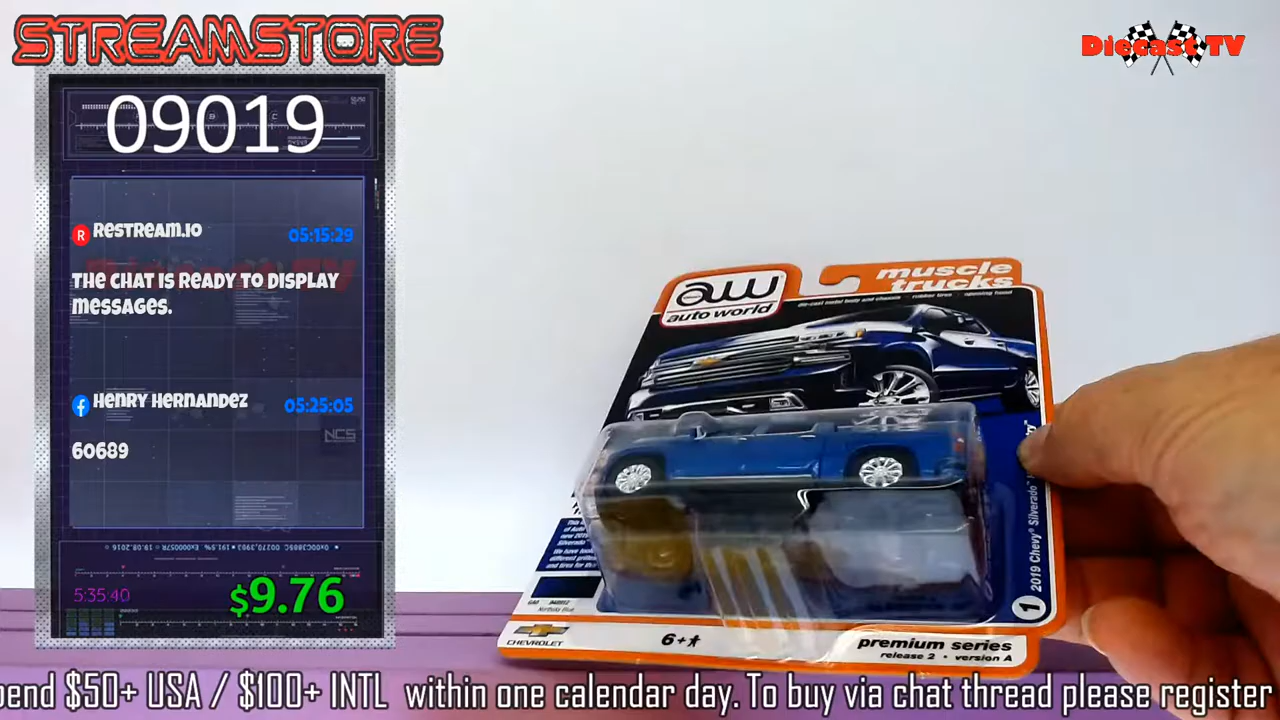 STREAMSTORE
Diecast TV
09019
Restream.io 05:15:29
The chat is ready to display
messages.
Henry Hernandez 05:25:05
60689
NCS
5:35:40
$9.76
aw
auto world
muscle
trucks
die-cast metal body and chassis • rubber tires • opening hood
2019 Chevy® Silverado™
1
CHEVROLET
6+
premium series
release 2 • version A
pend $50+ USA / $100+ INTL within one calendar day. To buy via chat thread please register